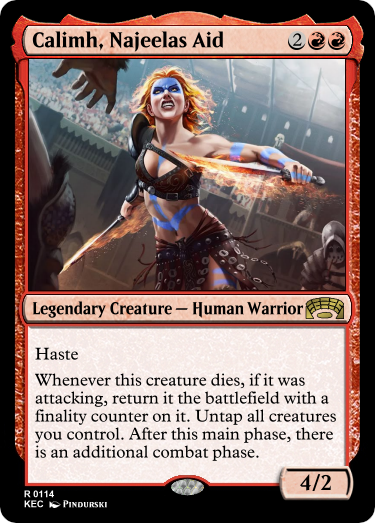 Calimh, Najeelas Aid 2
Legendary Creature — Human Warrior
Haste
Whenever this creature dies, if it was
attacking, return it the battlefield with a
finality counter on it. Untap all creatures
you control. After this main phase, there
is an additional combat phase.
4/2
R 0114
KEC PINDURSKI